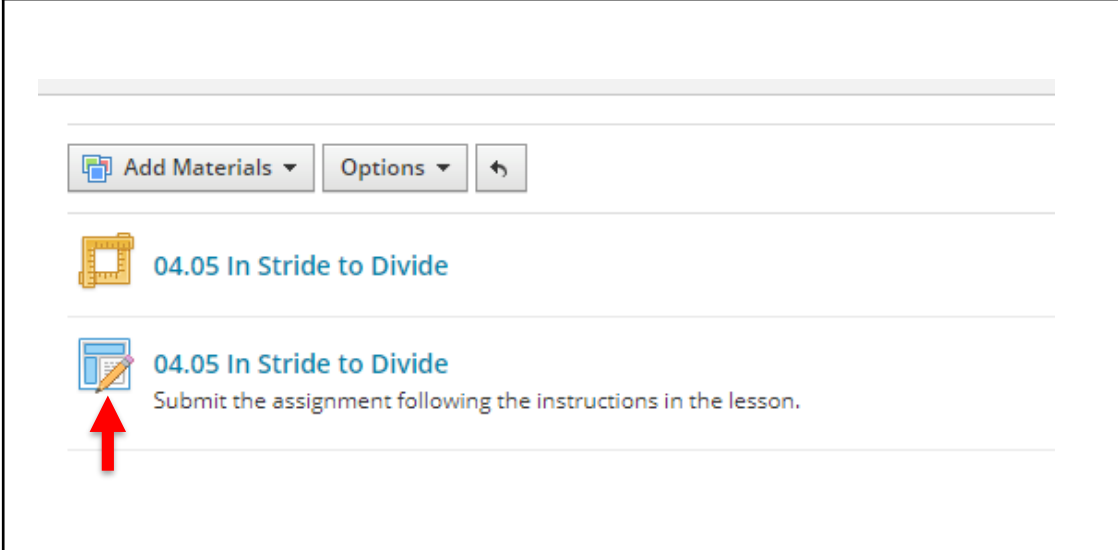 Add Materials Options
04.05 In Stride to Divide
04.05 In Stride to Divide
Submit the assignment following the instructions in the lesson.